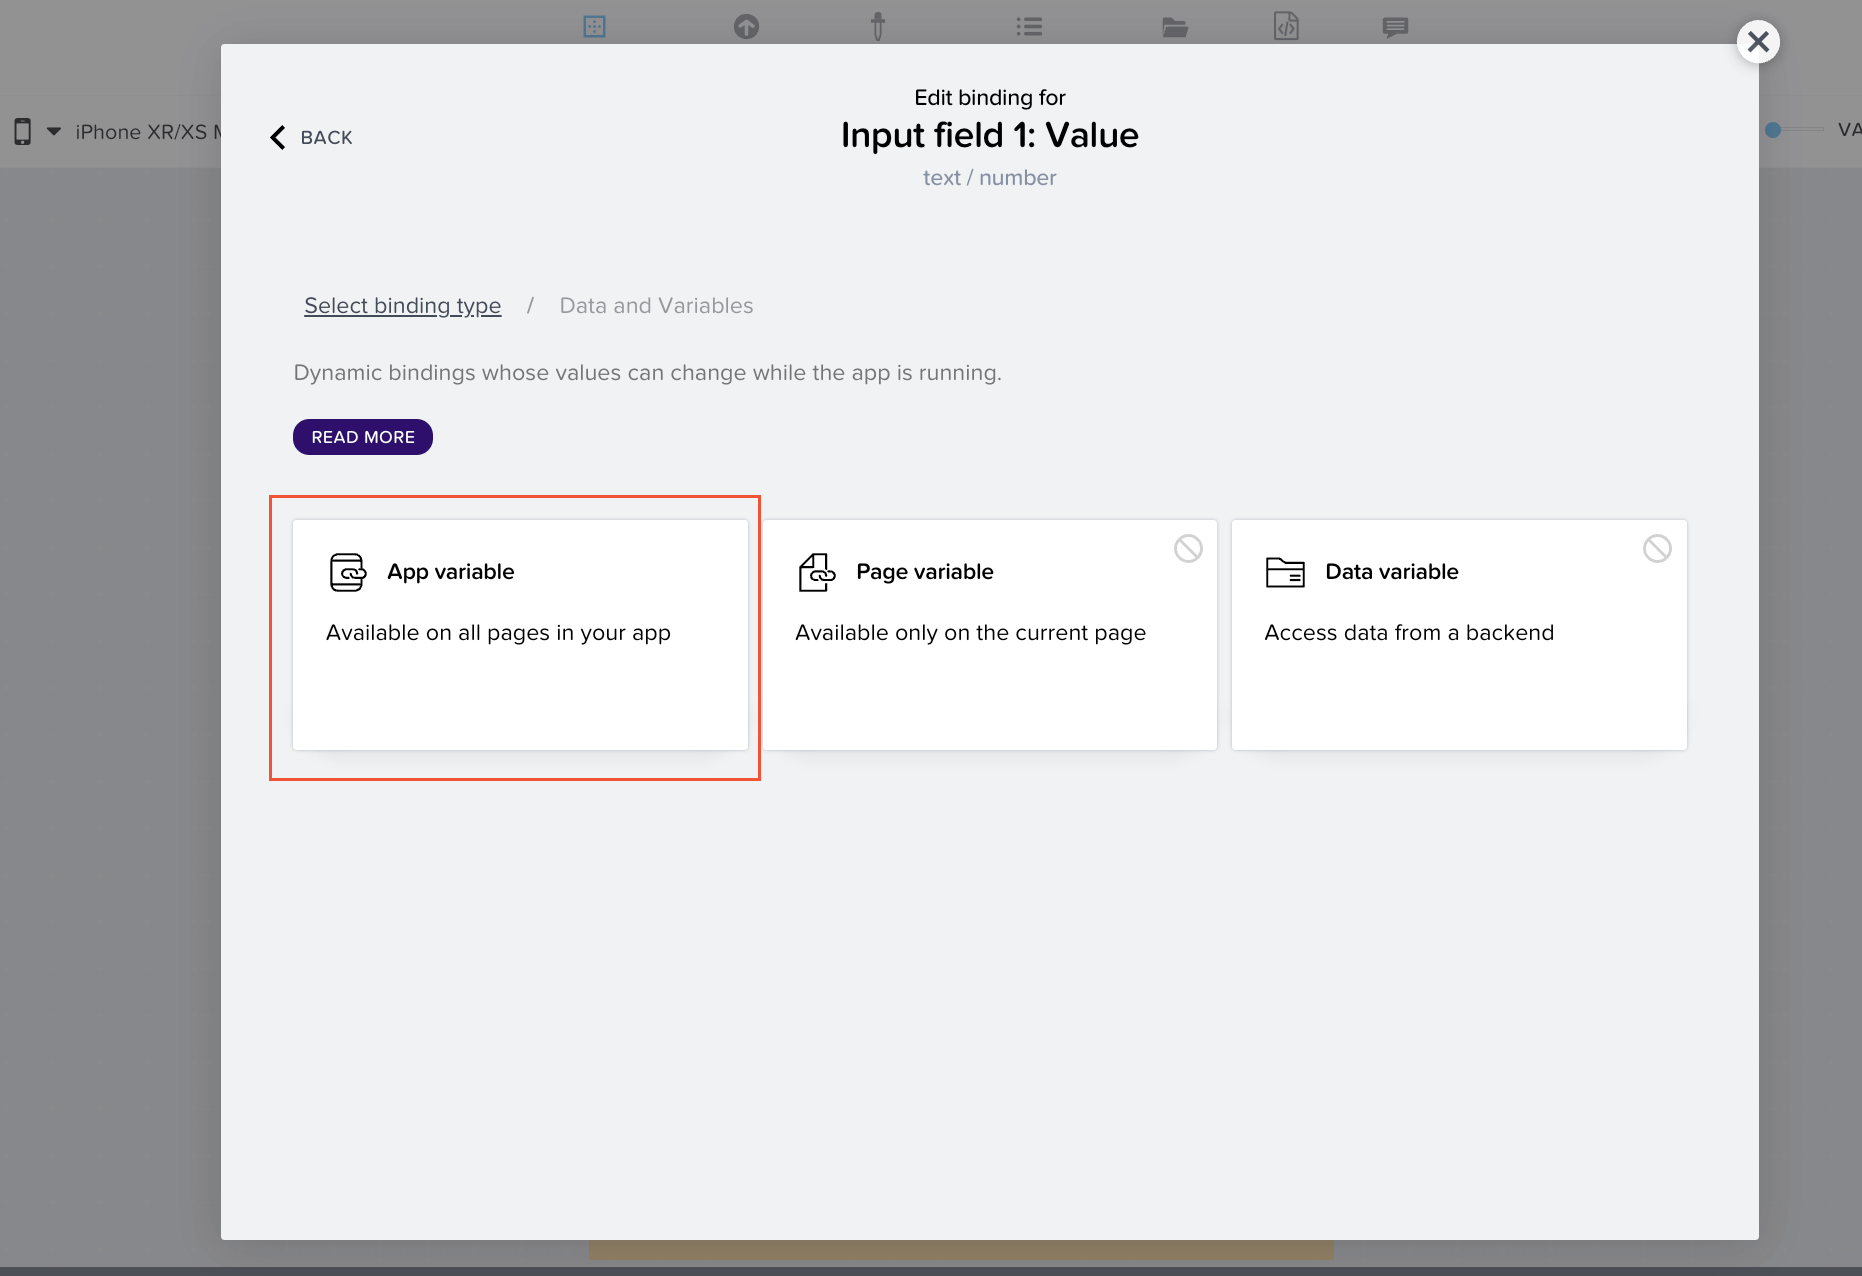 iPhone XR/XS
VA
Edit binding for
BACK
Input field 1: Value
text / number
Select binding type / Data and Variables
Dynamic bindings whose values can change while the app is running.
READ MORE
App variable
Available on all pages in your app
Page variable
Available only on the current page
Data variable
Access data from a backend